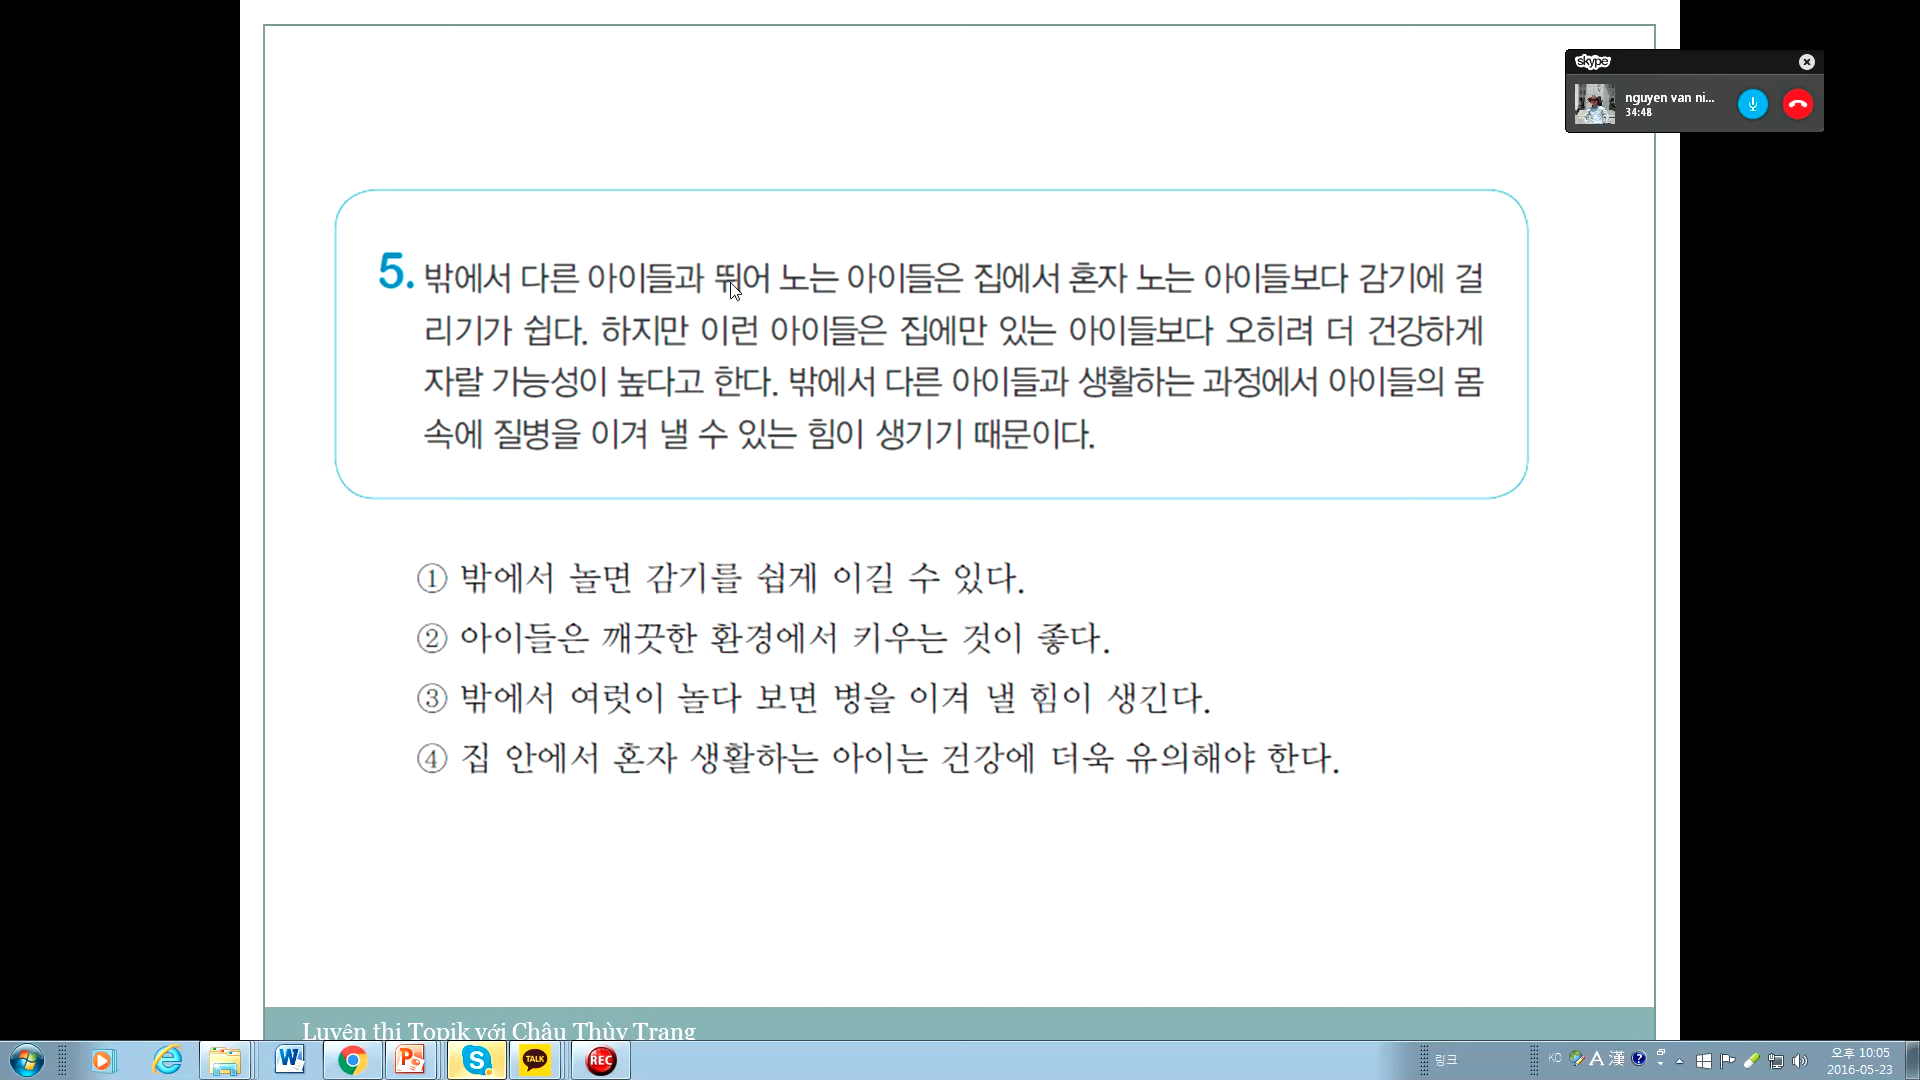 skype
nguyen van ni...
34:48
5. 밖에서 다른 아이들과 뛰어 노는 아이들은 집에서 혼자 노는 아이들보다 감기에 걸
리기가 쉽다. 하지만 이런 아이들은 집에만 있는 아이들보다 오히려 더 건강하게
자랄 가능성이 높다고 한다. 밖에서 다른 아이들과 생활하는 과정에서 아이들의 몸
속에 질병을 이겨 낼 수 있는 힘이 생기기 때문이다.
① 밖에서 놀면 감기를 쉽게 이길 수 있다.
② 아이들은 깨끗한 환경에서 키우는 것이 좋다.
③ 밖에서 여럿이 놀다 보면 병을 이겨 낼 힘이 생긴다.
④ 집 안에서 혼자 생활하는 아이는 건강에 더욱 유의해야 한다.
Luyện thi Topik với Châu Thùy Trang
TALK
REC
링크
KO A 漢
오후 10:05
2016-05-23